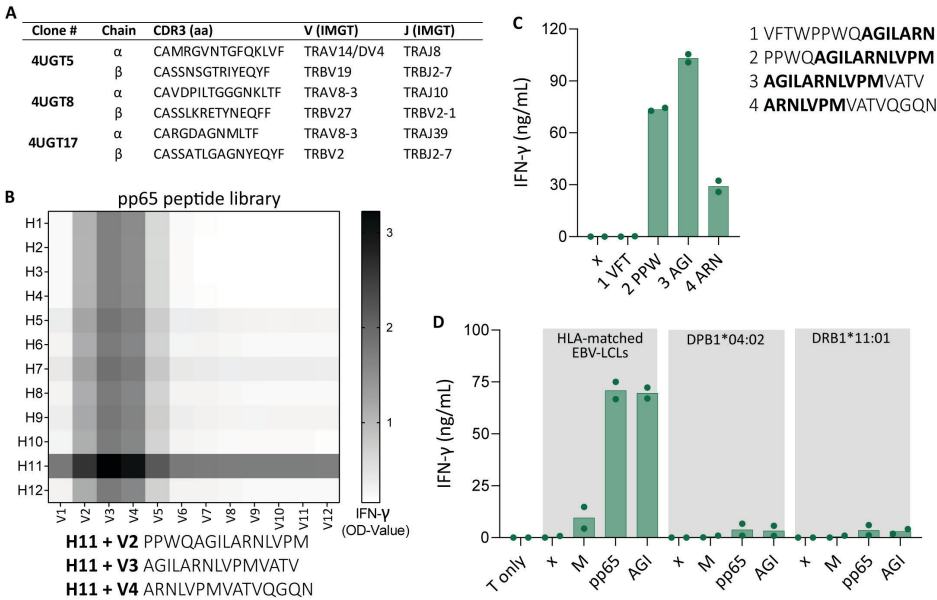 A
Clone # Chain CDR3 (aa) V (IMGT) J (IMGT)
4UGT5 α CAMRGVNTGFQKLVF TRAV14/DV4 TRAJ8
β CASSNSGTRIYEQYF TRBV19 TRBJ2-7
4UGT8 α CAVDPILTGGGNKLTF TRAV8-3 TRAJ10
β CASSLKRETYNEQFF TRBV27 TRBV2-1
4UGT17 α CARGDAGNMLTF TRAV8-3 TRAJ39
β CASSATLGAGNYEQYF TRBV2 TRBJ2-7
B
pp65 peptide library
H1
H2
H3
H4
H5
H6
H7
H8
H9
H10
H11
H12
V1 V2 V3 V4 V5 V6 V7 V8 V9 V10 V11 V12
3
2
1
IFN-γ
(OD-Value)
H11 + V2 PPWQAGILARNLVPM
H11 + V3 AGILARNLVPMVATV
H11 + V4 ARNLVPMVATVQGQN
C
IFN-γ (ng/mL)
120
90
60
30
0
x 1 VFT 2 PPW 3 AGI 4 ARN
1 VFTWPPWQAGILARN
2 PPWQAGILARNLVPM
3 AGILARNLVPMVATV
4 ARNLVPMVATVQGQN
D
IFN-γ (ng/mL)
100
75
50
25
0
HLA-matched
EBV-LCLs
DPB1*04:02
DRB1*11:01
T only x M pp65 AGI x M pp65 AGI x M pp65 AGI